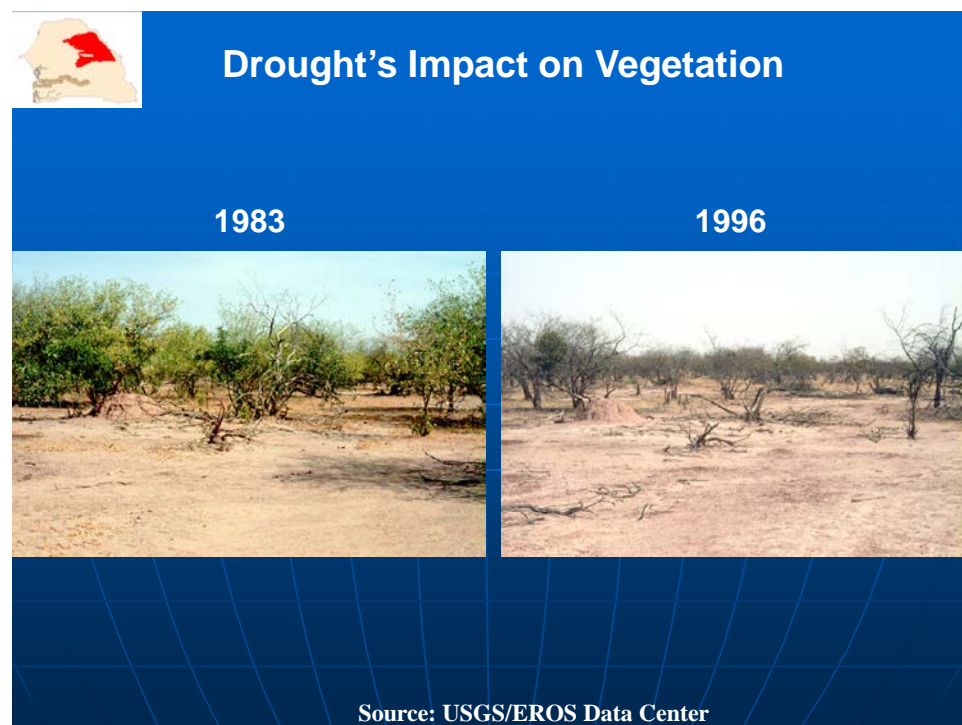 Drought’s Impact on Vegetation
1983
1996
Source: USGS/EROS Data Center